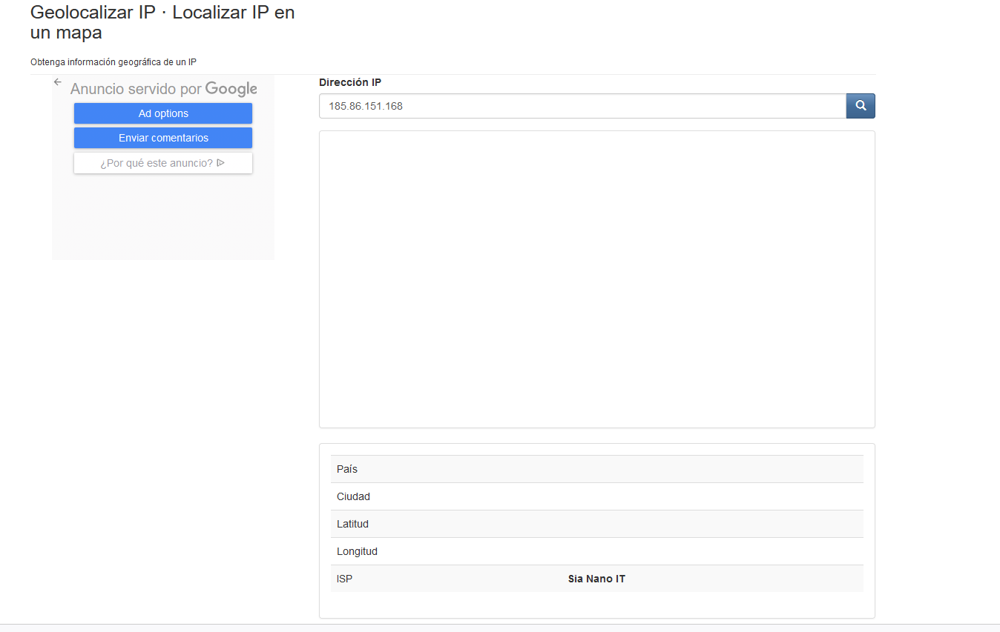 Geolocalizar IP · Localizar IP en
un mapa
Obtenga información geográfica de un IP
Anuncio servido por Google
Ad options
Enviar comentarios
¿Por qué este anuncio?
Dirección IP
185.86.151.168
País
Ciudad
Latitud
Longitud
ISP Sia Nano IT